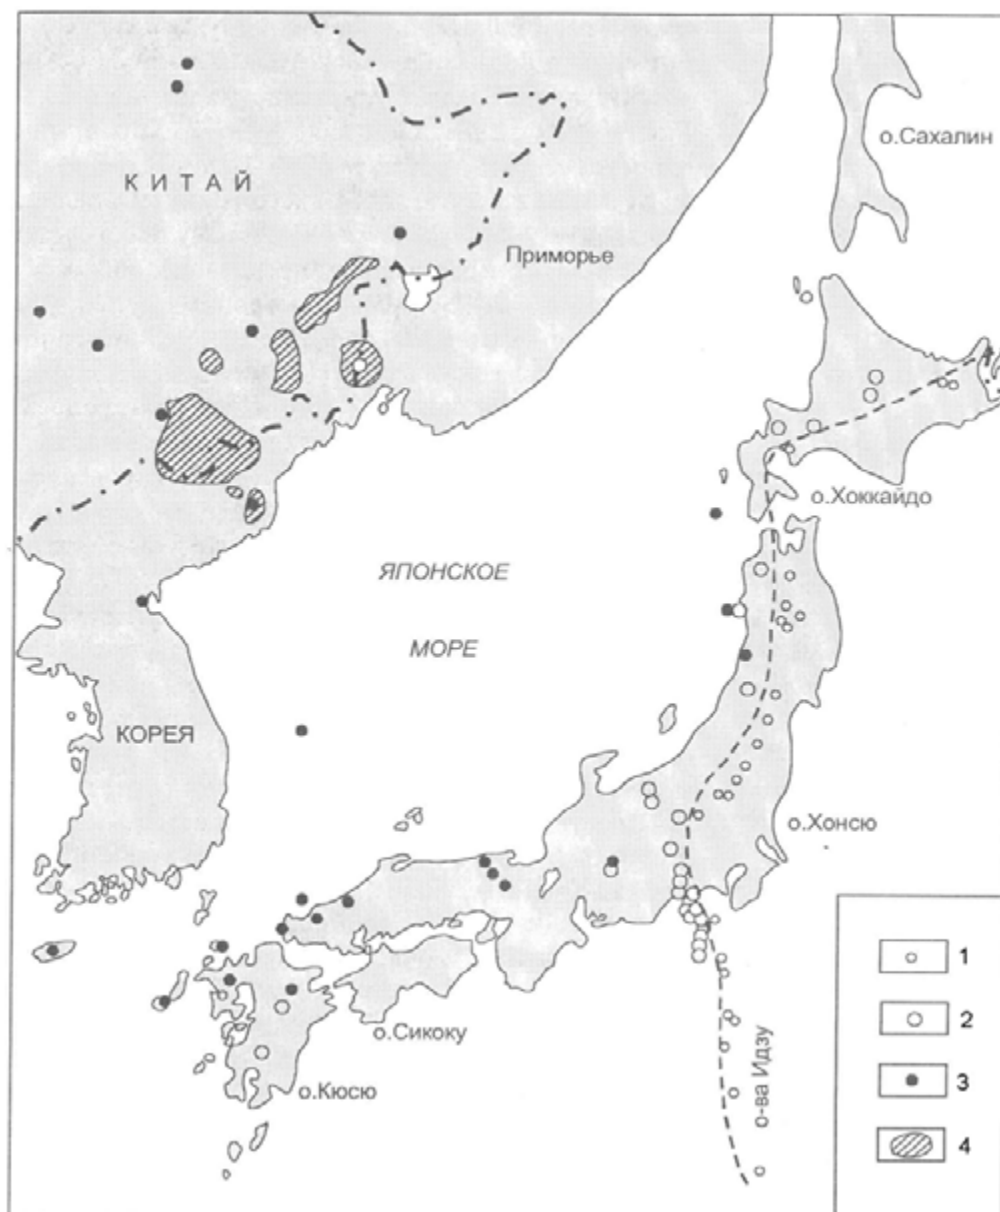 о.Сахалин
КИТАЙ
Приморье
о.Хоккайдо
ЯПОНСКОЕ
МОРЕ
КОРЕЯ
о.Хонсю
о.Сикоку
о-ва Идзу
о.Кюсю
1
2
3
4